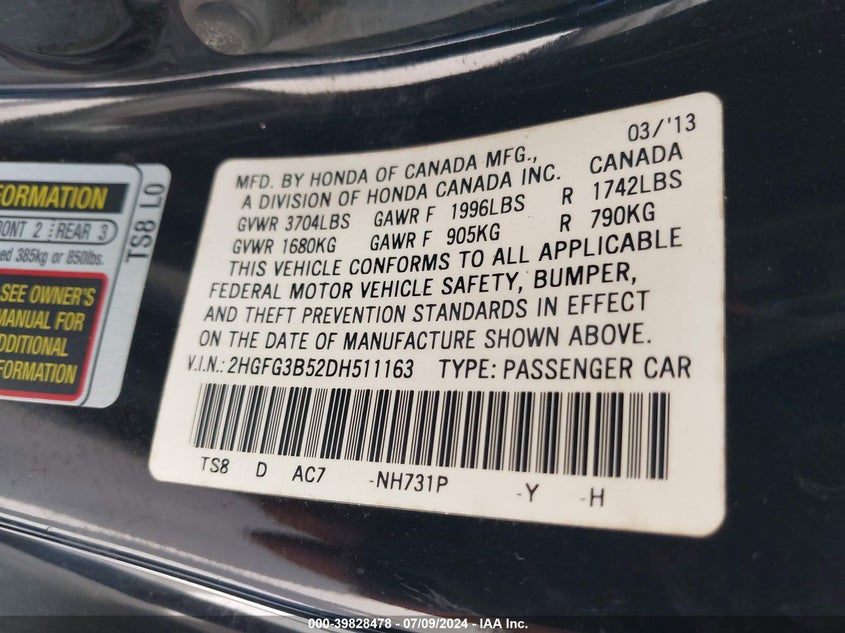 FORMATION
RONT 2 REAR 3
ed 385kg or 850lbs.
SEE OWNER'S
MANUAL FOR
ADDITIONAL
FORMATION
TS8 L0
03/'13
MFD. BY HONDA OF CANADA MFG.,
A DIVISION OF HONDA CANADA INC. CANADA
GVWR 3704LBS GAWR F 1996LBS R 1742LBS
GVWR 1680KG GAWR F 905KG R 790KG
THIS VEHICLE CONFORMS TO ALL APPLICABLE
FEDERAL MOTOR VEHICLE SAFETY, BUMPER,
AND THEFT PREVENTION STANDARDS IN EFFECT
ON THE DATE OF MANUFACTURE SHOWN ABOVE.
V.I.N.: 2HGFG3B52DH511163 TYPE: PASSENGER CAR
TS8 D AC7 -NH731P -Y -H
000-39828478 - 07/09/2024 - IAA Inc.